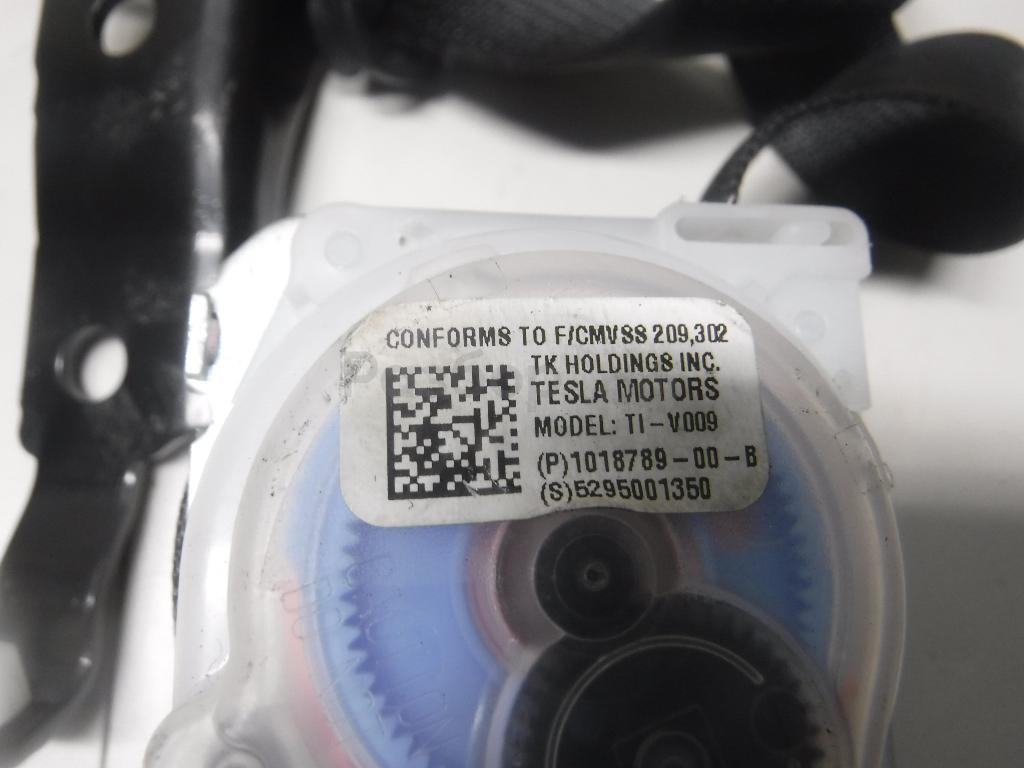 CONFORMS TO F/CMVSS 209,302
TK HOLDINGS INC.
TESLA MOTORS
MODEL: TI-V009
(P)1018789-00-B
(S)5295001350